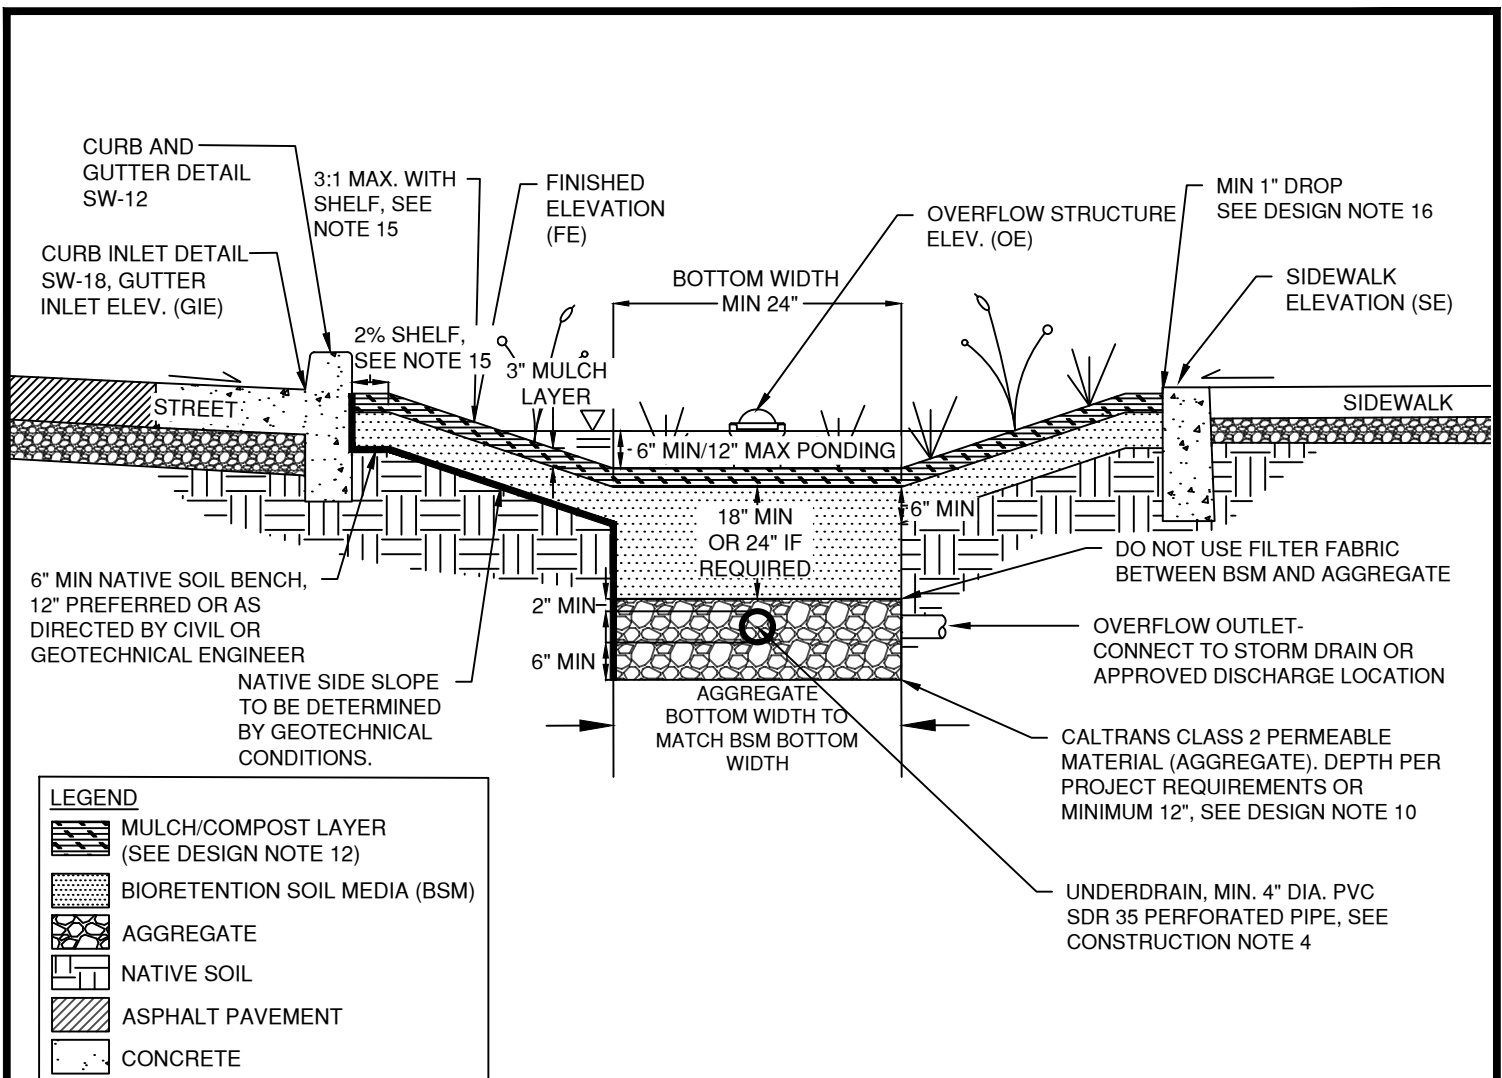 CURB AND
GUTTER DETAIL
SW-12
3:1 MAX. WITH
SHELF, SEE
NOTE 15
FINISHED
ELEVATION
(FE)
OVERFLOW STRUCTURE
ELEV. (OE)
MIN 1" DROP
SEE DESIGN NOTE 16
CURB INLET DETAIL
SW-18, GUTTER
INLET ELEV. (GIE)
BOTTOM WIDTH
MIN 24"
SIDEWALK
ELEVATION (SE)
2% SHELF,
SEE NOTE 15
3" MULCH
LAYER
STREET
SIDEWALK
6" MIN/12" MAX PONDING
18" MIN
OR 24" IF
REQUIRED
6" MIN
DO NOT USE FILTER FABRIC
BETWEEN BSM AND AGGREGATE
6" MIN NATIVE SOIL BENCH,
12" PREFERRED OR AS
DIRECTED BY CIVIL OR
GEOTECHNICAL ENGINEER
2" MIN
6" MIN
OVERFLOW OUTLET-
CONNECT TO STORM DRAIN OR
APPROVED DISCHARGE LOCATION
NATIVE SIDE SLOPE
TO BE DETERMINED
BY GEOTECHNICAL
CONDITIONS.
AGGREGATE
BOTTOM WIDTH TO
MATCH BSM BOTTOM
WIDTH
CALTRANS CLASS 2 PERMEABLE
MATERIAL (AGGREGATE). DEPTH PER
PROJECT REQUIREMENTS OR
MINIMUM 12", SEE DESIGN NOTE 10
UNDERDRAIN, MIN. 4" DIA. PVC
SDR 35 PERFORATED PIPE, SEE
CONSTRUCTION NOTE 4
LEGEND
MULCH/COMPOST LAYER
(SEE DESIGN NOTE 12)
BIORETENTION SOIL MEDIA (BSM)
AGGREGATE
NATIVE SOIL
ASPHALT PAVEMENT
CONCRETE